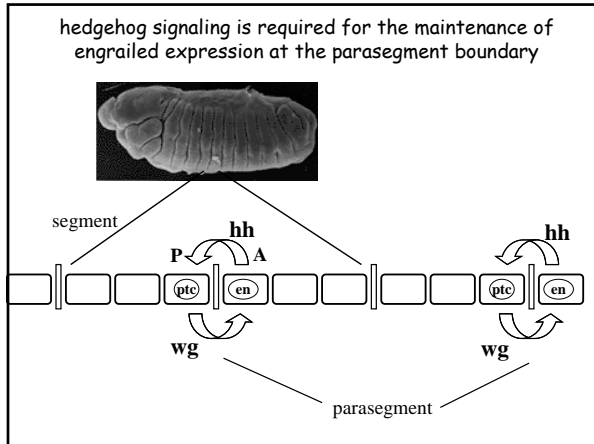 hedgehog signaling is required for the maintenance of
engrailed expression at the parasegment boundary
segment
hh
hh
P
A
ptc
en
ptc
en
wg
wg
parasegment